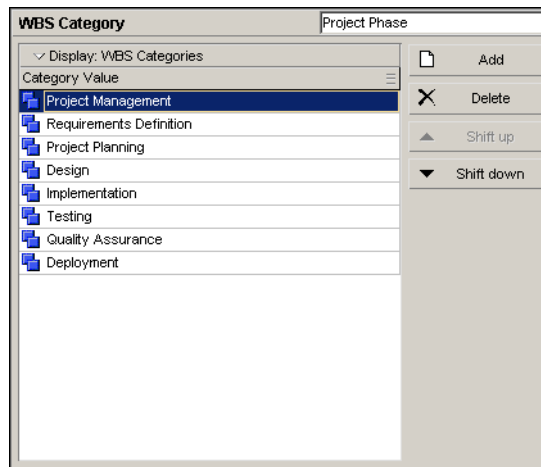 WBS Category
Project Phase
Display: WBS Categories
Category Value
Project Management
Requirements Definition
Project Planning
Design
Implementation
Testing
Quality Assurance
Deployment
Add
Delete
Shift up
Shift down